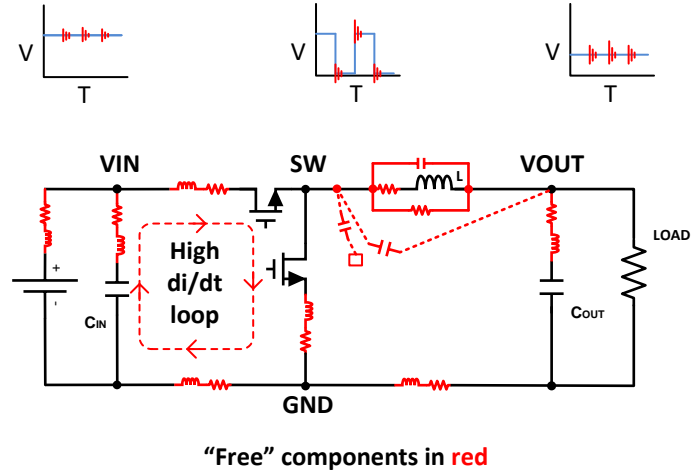 V
T
V
T
V
T
VIN
SW
L
VOUT
High
di/dt
loop
+
-
CIN
COUT
LOAD
GND
“Free” components in red